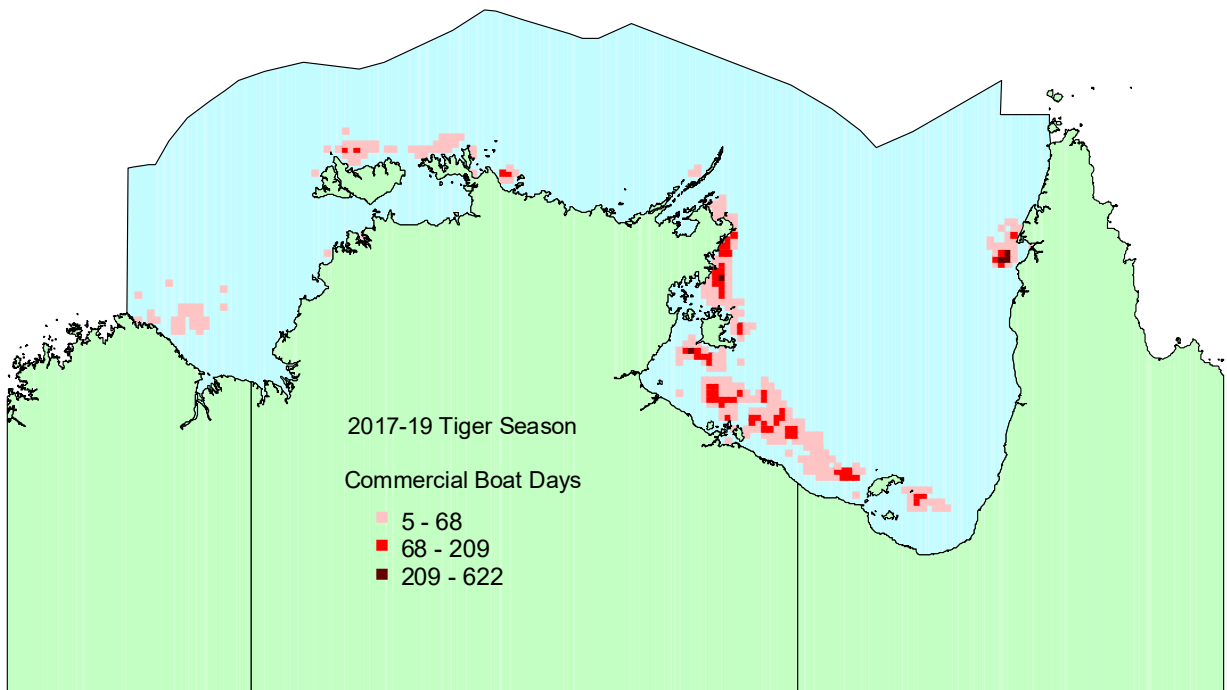 2017-19 Tiger Season
Commercial Boat Days
5 - 68
68 - 209
209 - 622